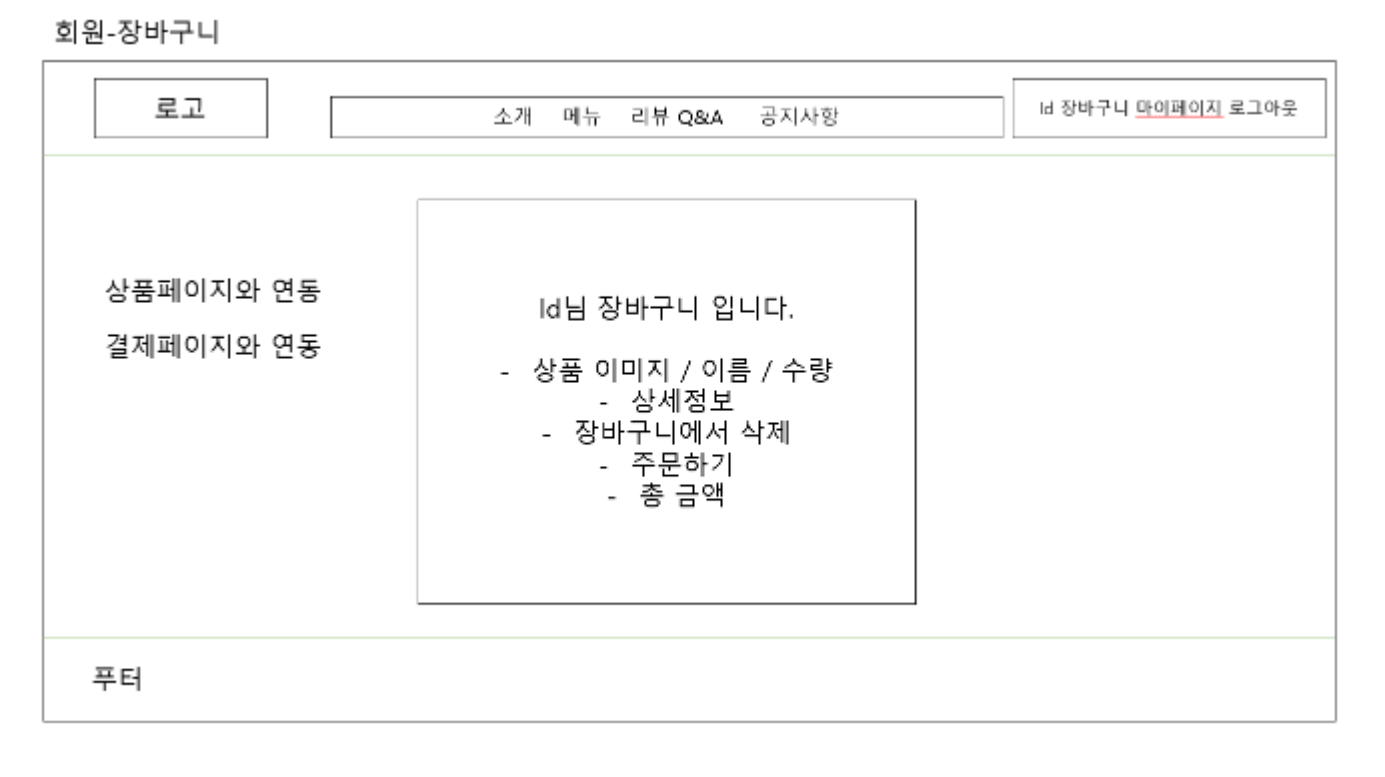 회원-장바구니
로고
소개 메뉴 리뷰 Q&A 공지사항
Id 장바구니 마이페이지 로그아웃
상품페이지와 연동
결제페이지와 연동
Id님 장바구니 입니다.
- 상품 이미지 / 이름 / 수량
- 상세정보
- 장바구니에서 삭제
- 주문하기
- 총 금액
푸터